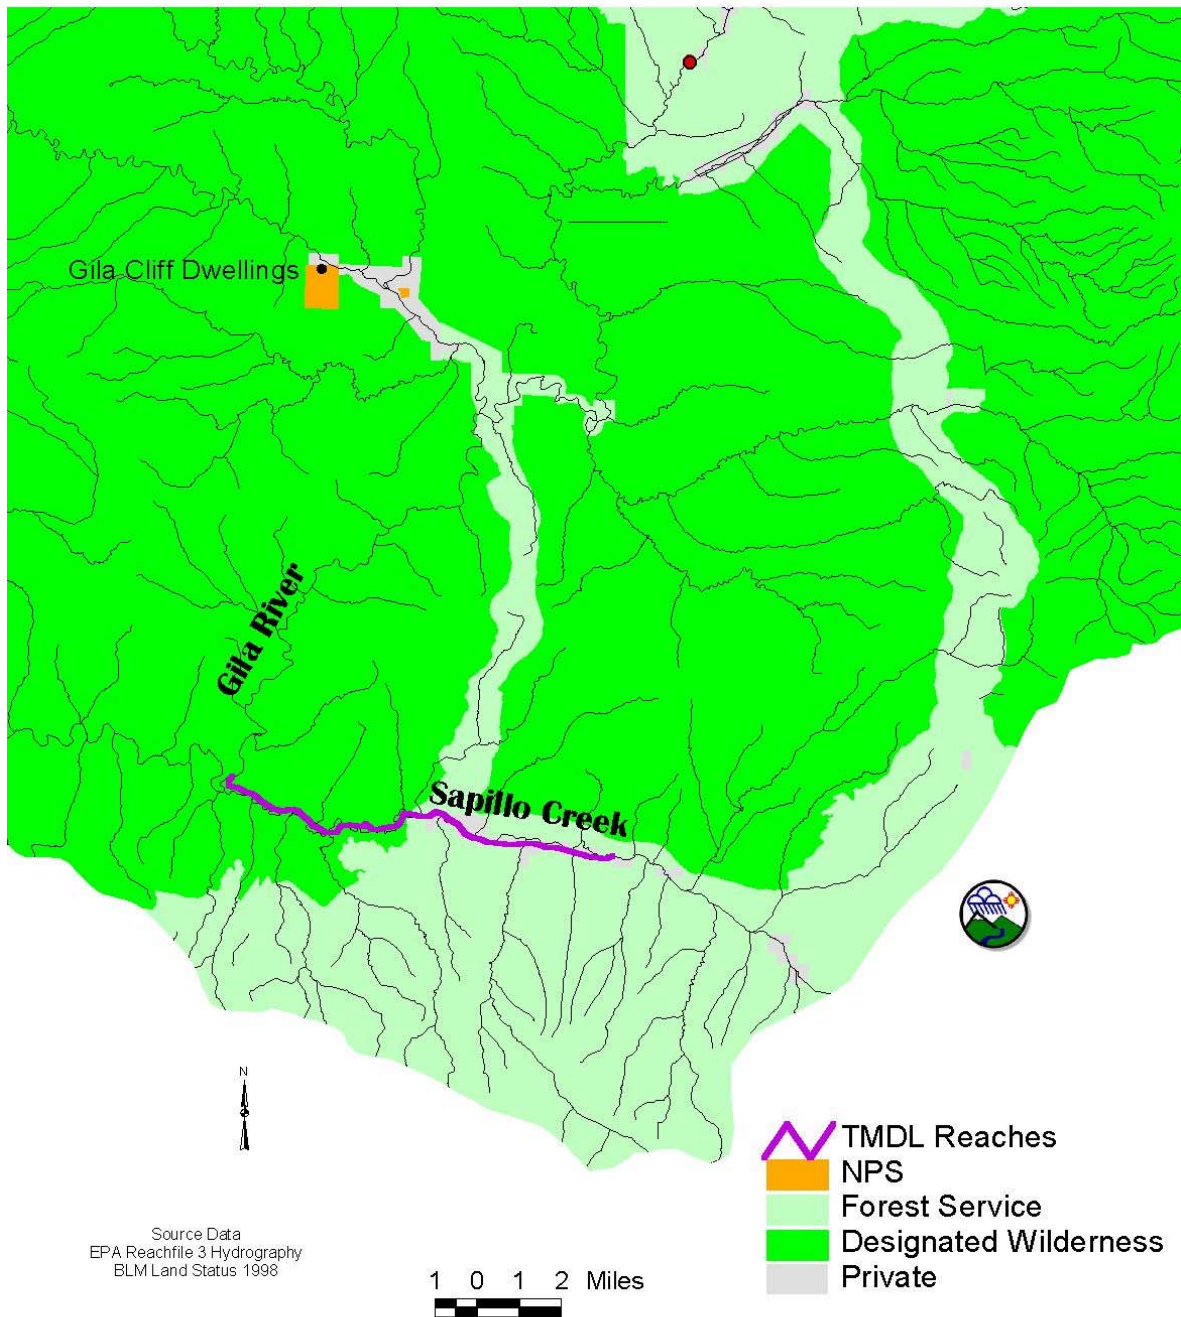 Gila Cliff Dwellings
Gila River
Sapillo Creek
N
TMDL Reaches
NPS
Forest Service
Designated Wilderness
Private
Source Data
EPA Reachfile 3 Hydrography
BLM Land Status 1998
1 0 1 2 Miles